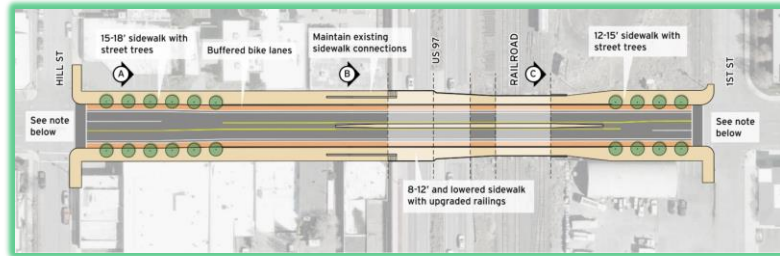 15-18' sidewalk with
street trees
Buffered bike lanes
Maintain existing
sidewalk connections
US 97
RAILROAD
12-15' sidewalk with
street trees
HILL ST
A
B
C
1ST ST
See note
below
See note
below
8-12' and lowered sidewalk
with upgraded railings